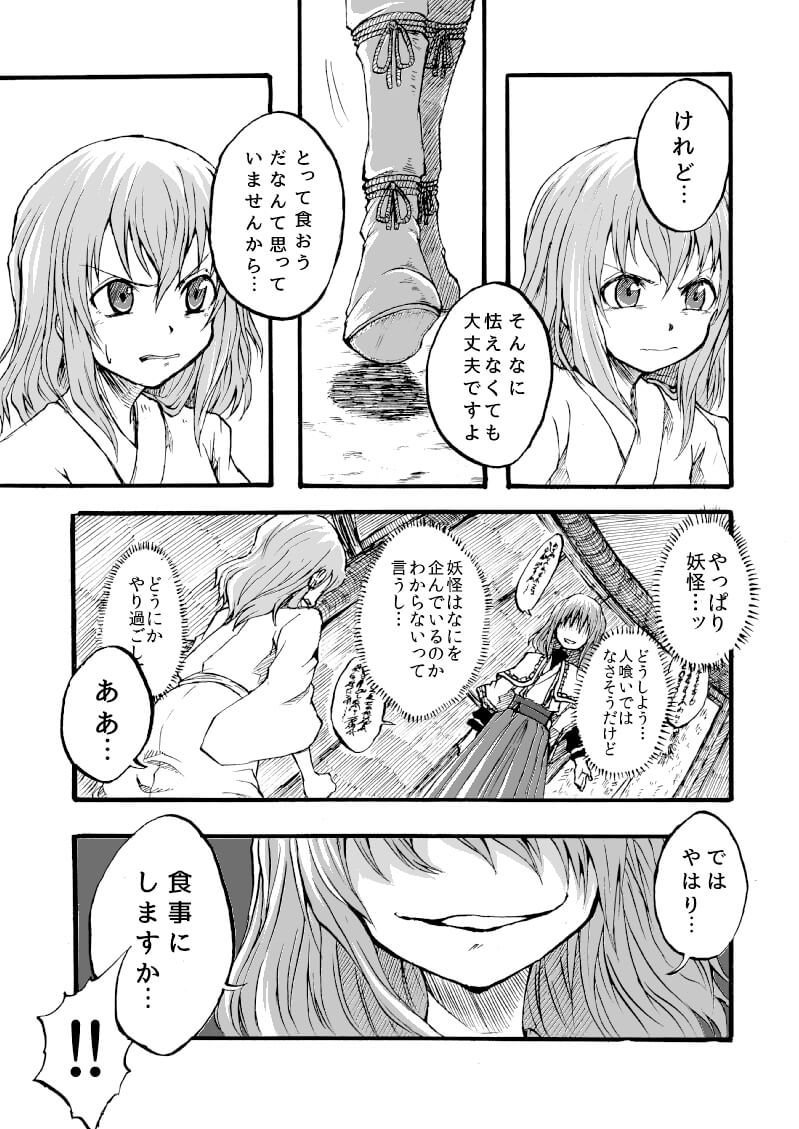 けれど…
そんなに
怯えなくても
大丈夫ですよ
とって食おう
だなんて思って
いませんから…
やっぱり
妖怪…ッ
どうしよう…
人喰いでは
なさそうだけど
妖怪はなにを
企んでいるのか
わからないって
言うし…
どうにか
やり過ごし
ああ…
では
やはり…
食事に
しますか…
!!